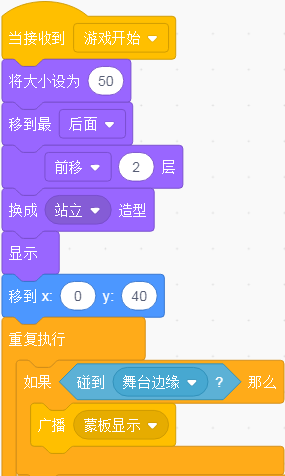 当接收到 游戏开始
将大小设为 50
移到最 后面
前移 2 层
换成 站立 造型
显示
移到 x: 0 y: 40
重复执行
如果 碰到 舞台边缘 ? 那么
广播 蒙板显示